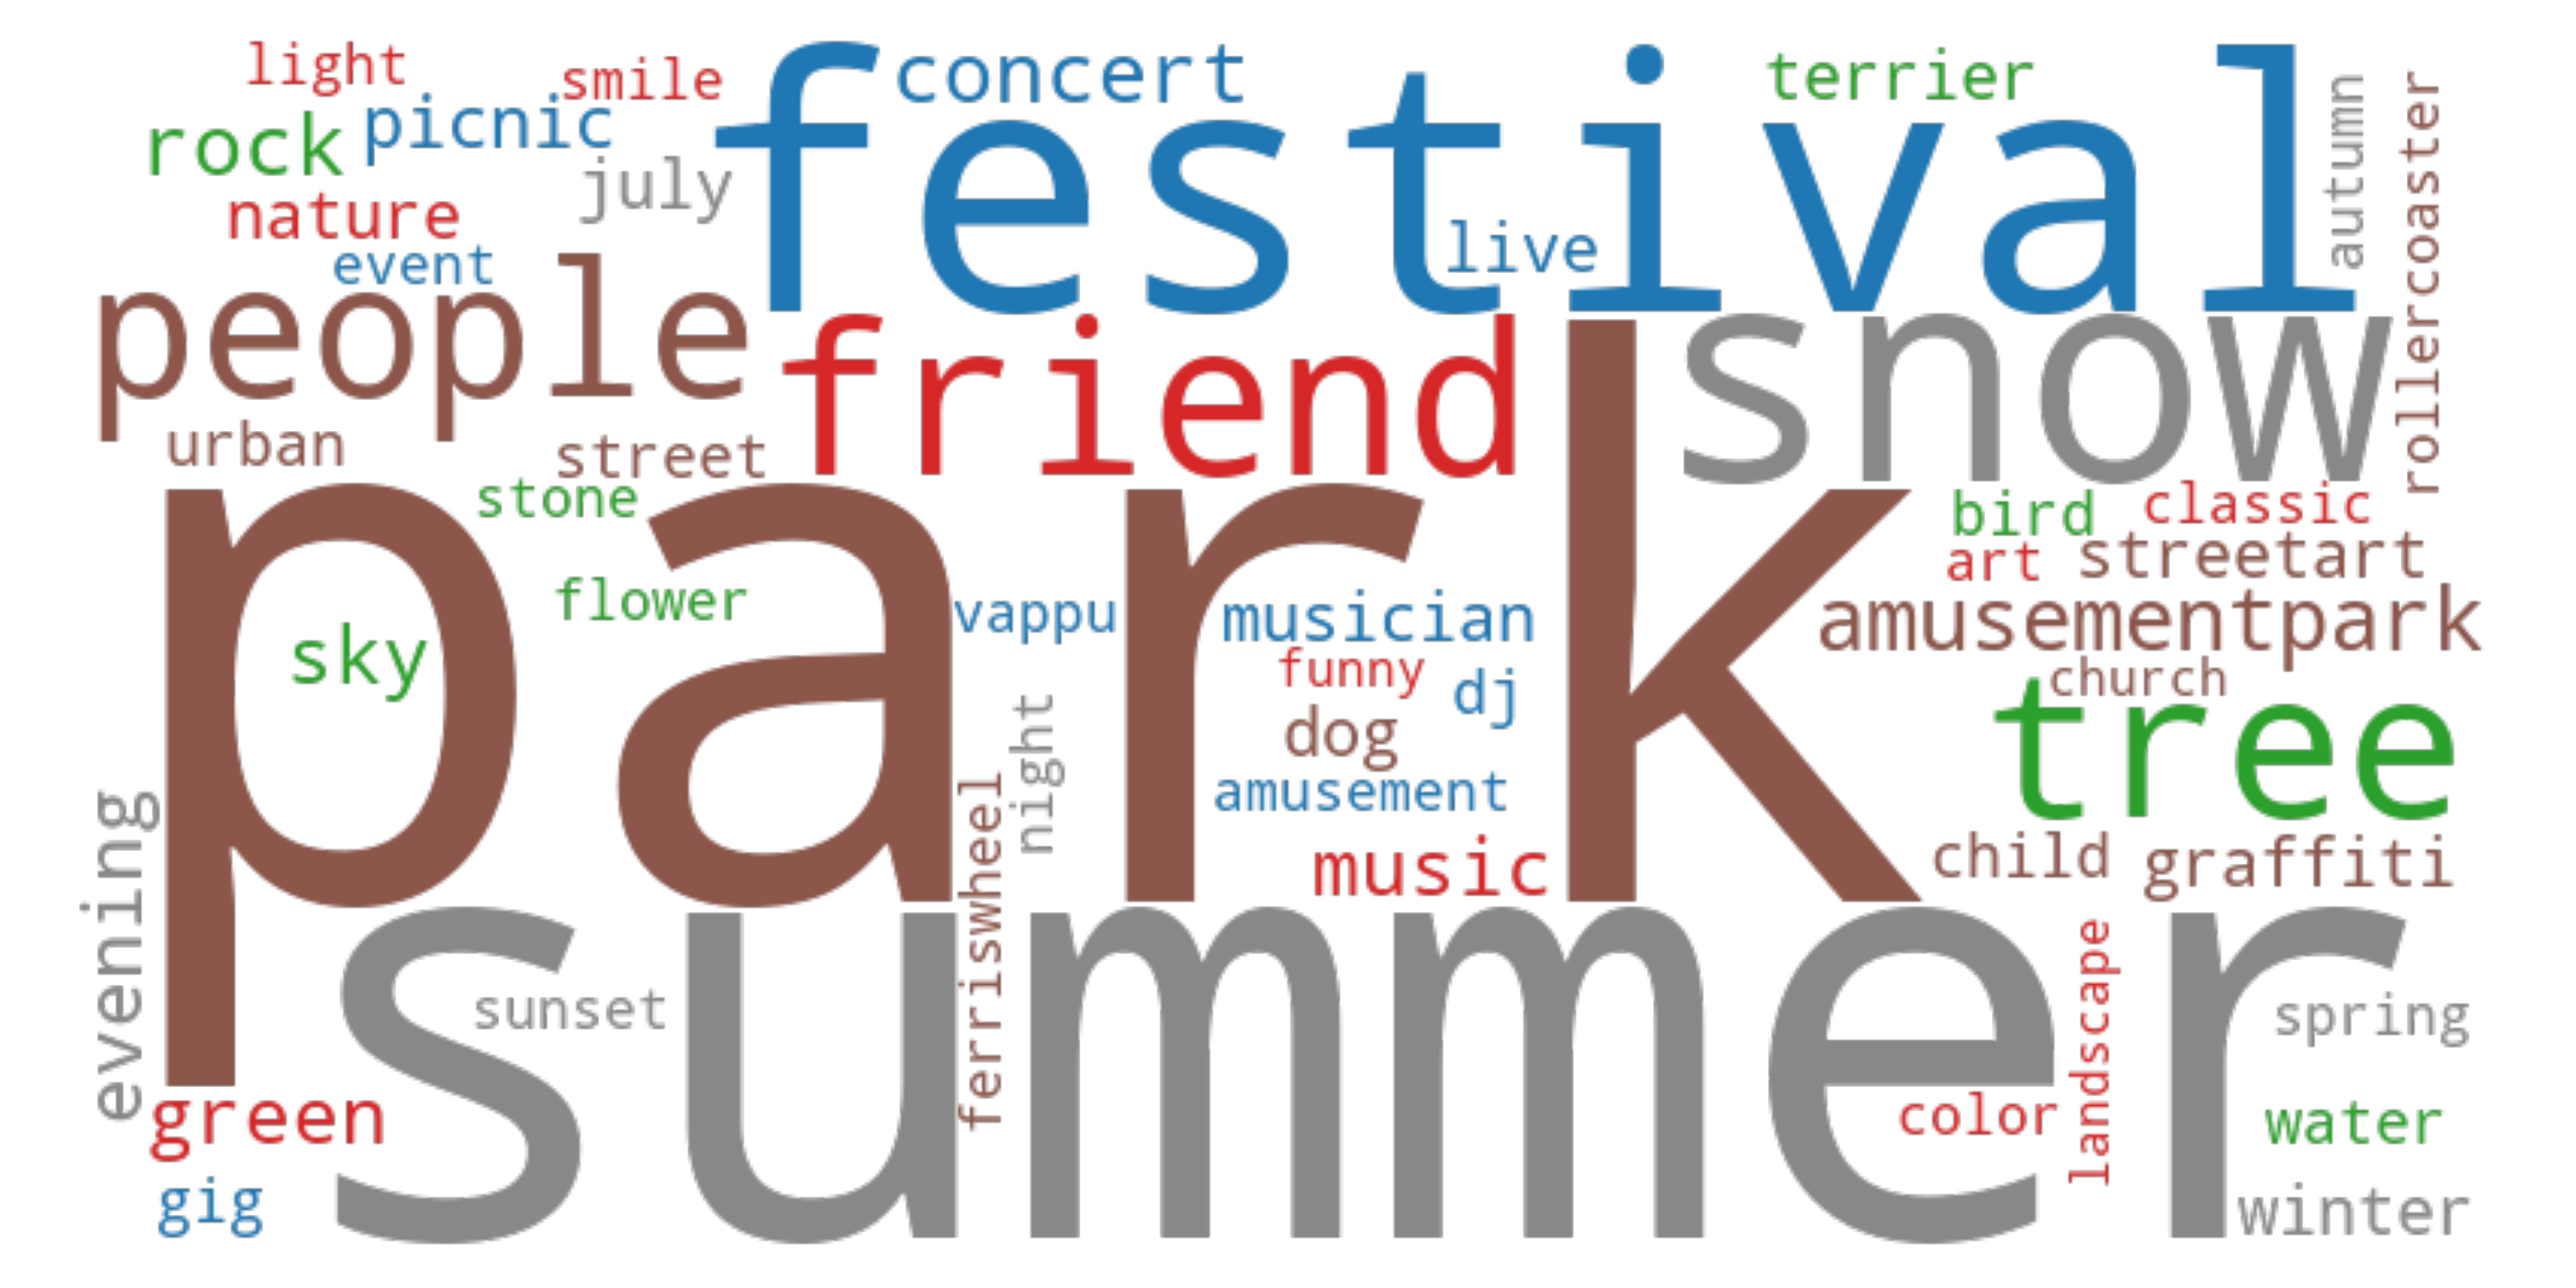 light
smile
festival
concert
terrier
autumn
rollercoaster
rock
picnic
july
nature
live
event
people
friend
snow
urban
street
stone
park
bird
classic
art
streetart
flower
vappu
musician
amusementpark
sky
funny
dj
church
night
dog
tree
amusement
evening
ferriswheel
music
child
graffiti
summer
sunset
landscape
spring
green
color
water
gig
winter